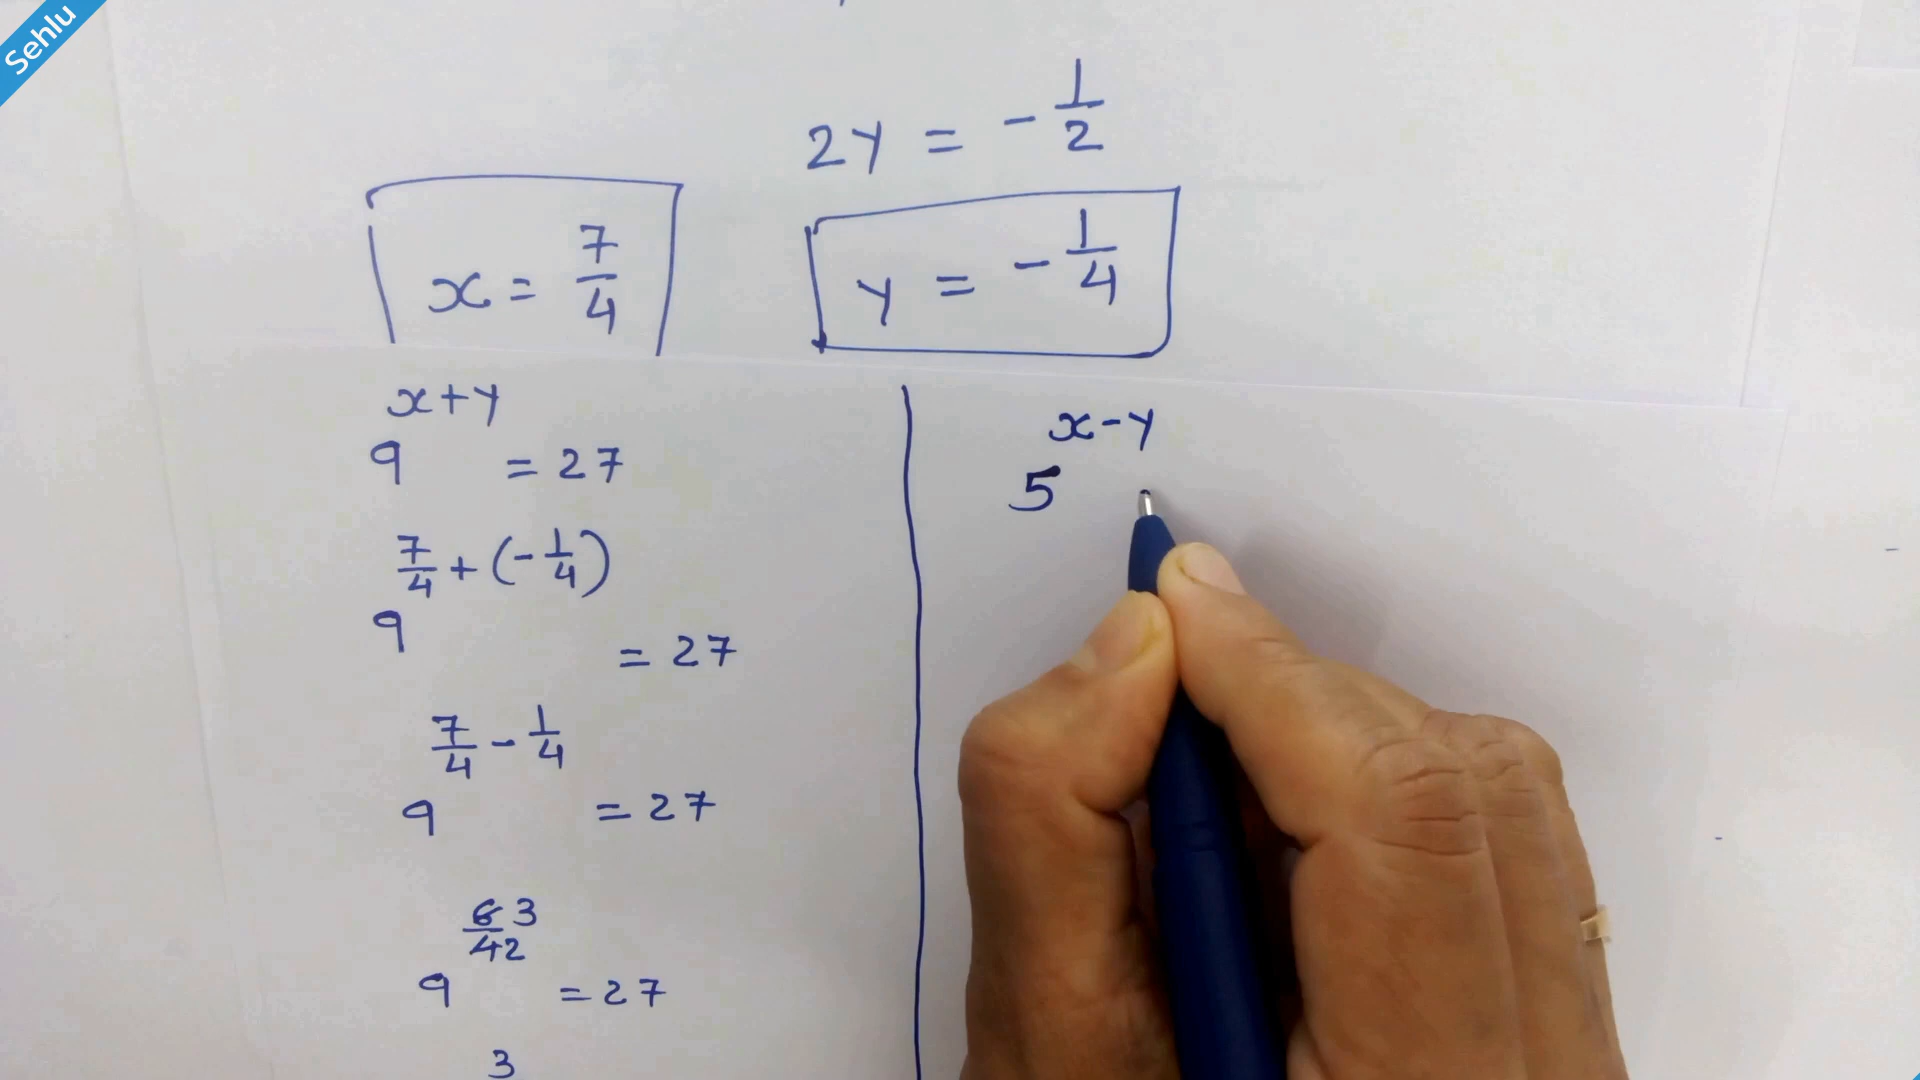 Sehlu
2y = - 1/2
x = 7/4
y = - 1/4
x+y
9 = 27
7/4 + (- 1/4)
9 = 27
7/4 - 1/4
9 = 27
6 3
4 2
9 = 27
3
x-y
5